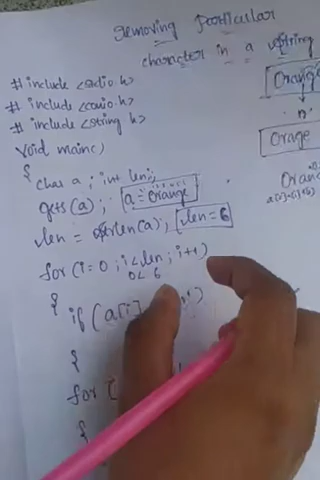 Removing Particular
character in a string
# include <stdio.h>
# include <conio.h>
# include <string.h>
void main()
{ char a ; int len;
gets (a); a = orange
len = strlen(a); len = 6
for (i = 0 ; i < len ; i++)
0 < 6
{
if (a[i]
{
for (
{
Orange
'n'
Orage
Oran